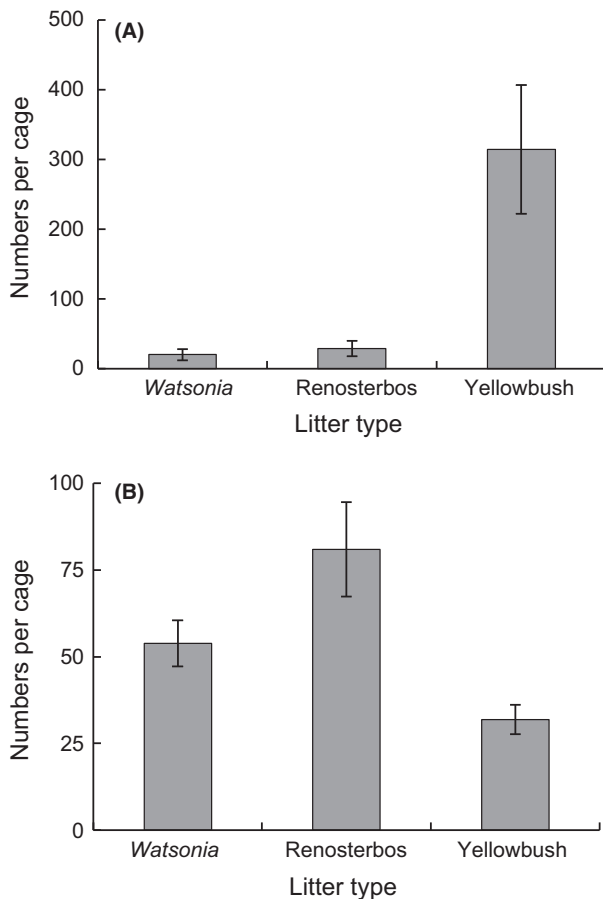 (A)
Numbers per cage
500
400
300
200
100
0
Watsonia Renosterbos Yellowbush
Litter type
(B)
Numbers per cage
100
75
50
25
0
Watsonia Renosterbos Yellowbush
Litter type